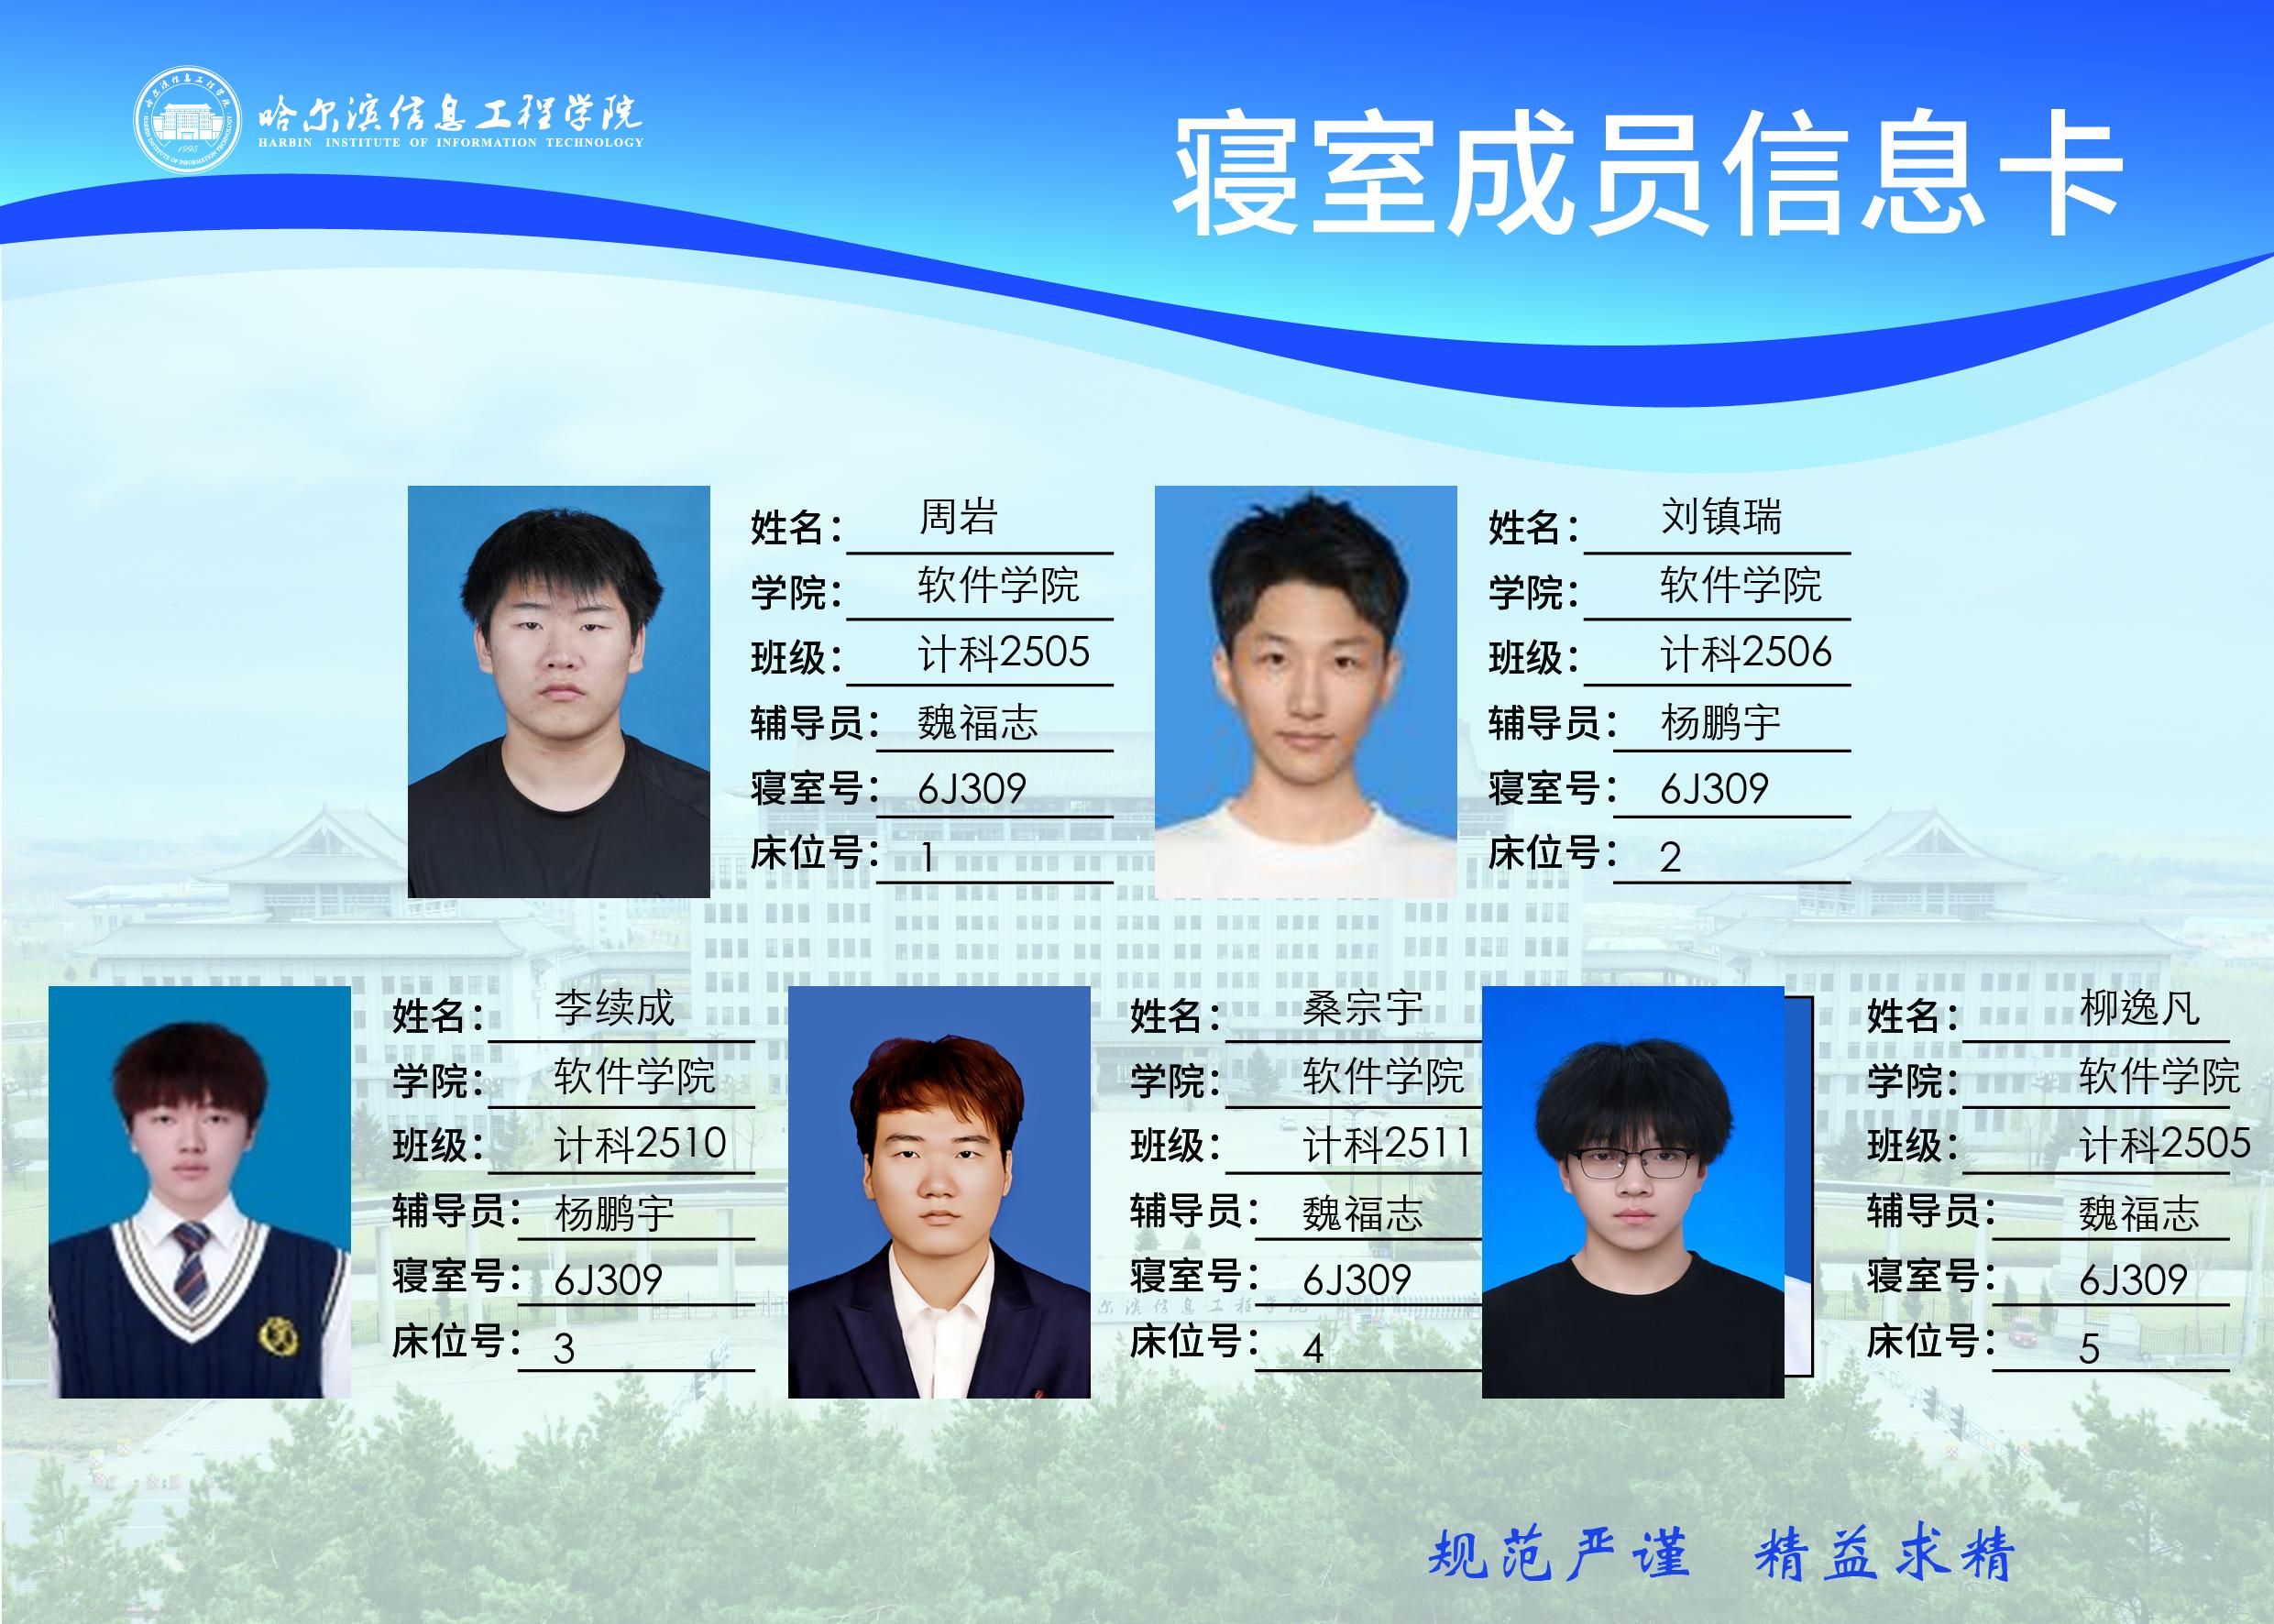 哈尔滨信息工程学院
HARBIN INSTITUTE OF INFORMATION TECHNOLOGY
1995
寝室成员信息卡
姓名： 周岩
学院： 软件学院
班级： 计科2505
辅导员： 魏福志
寝室号： 6J309
床位号： 1
姓名： 刘镇瑞
学院： 软件学院
班级： 计科2506
辅导员： 杨鹏宇
寝室号： 6J309
床位号： 2
姓名： 李续成
学院： 软件学院
班级： 计科2510
辅导员： 杨鹏宇
寝室号： 6J309
床位号： 3
姓名： 桑宗宇
学院： 软件学院
班级： 计科2511
辅导员： 魏福志
寝室号： 6J309
床位号： 4
姓名： 柳逸凡
学院： 软件学院
班级： 计科2505
辅导员： 魏福志
寝室号： 6J309
床位号： 5
尔滨信息工程学院
规范严谨 精益求精